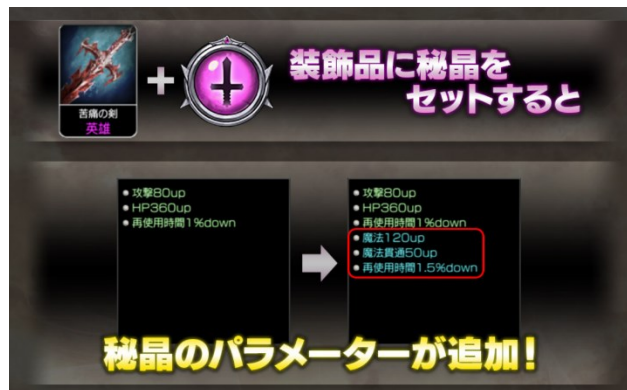 装飾品に秘晶を
セットすると
苦痛の剣
英雄
•攻撃80up
•HP360up
•再使用時間1%down
•攻撃80up
•HP360up
•再使用時間1%down
•魔法120up
•魔法貫通50up
•再使用時間1.5%down
秘晶のパラメーターが追加!